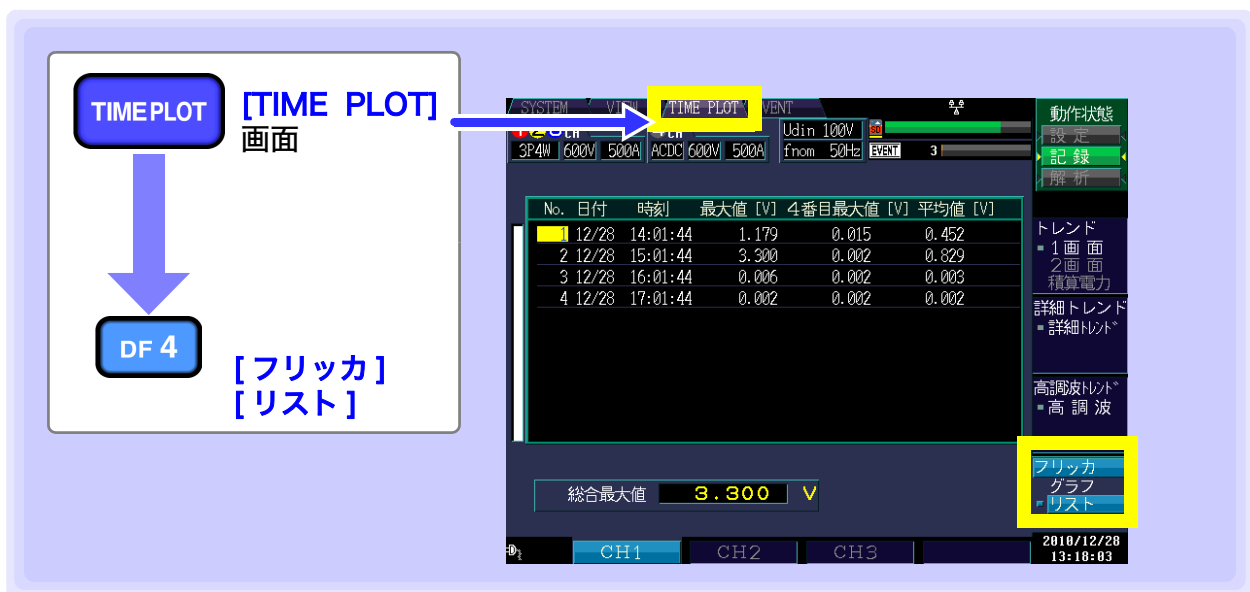 TIME PLOT
[TIME PLOT]
画面
DF 4
[ フリッカ ]
[ リスト ]
SYSTEM VIEW TIME PLOT EVENT
Udin 100V SD
3P4W 600V 500A ACDC 600V 500A fnom 50Hz EVENT 3
No. 日付 時刻 最大値 [V] 4番目最大値 [V] 平均値 [V]
1 12/28 14:01:44 1.179 0.015 0.452
2 12/28 15:01:44 3.300 0.002 0.829
3 12/28 16:01:44 0.006 0.002 0.003
4 12/28 17:01:44 0.002 0.002 0.002
総合最大値 3.300 V
CH1 CH2 CH3
動作状態
設 定
記 録
解 析
トレンド
1画 面
2画 面
積算電力
詳細トレンド
詳細トレンド
高調波トレンド
高 調 波
フリッカ
グラフ
リスト
2010/12/28
13:18:03